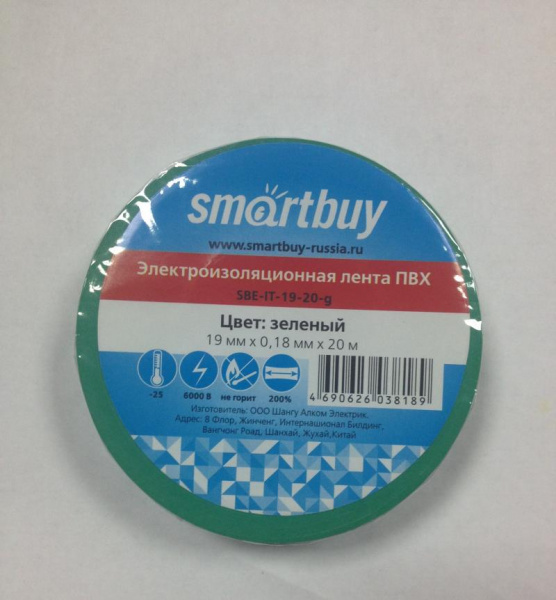 smartbuy
www.smartbuy-russia.ru
Электроизоляционная лента ПВХ
SBE-IT-19-20-g
Цвет: зеленый
19 мм х 0,18 мм х 20 м
-25 6000 В не горит 200%
4 690626 038189
Изготовитель: ООО Шангу Алком Электрик.
Адрес: 8 Флор, Жинченг, Интернашионал Билдинг,
Вангчонг Роад, Шанхай, Жухай,Китай